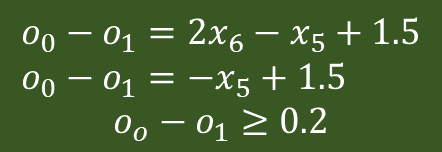 o₀ − o₁ = 2x₆ − x₅ + 1.5
o₀ − o₁ = −x₅ + 1.5
oₒ − o₁ ≥ 0.2